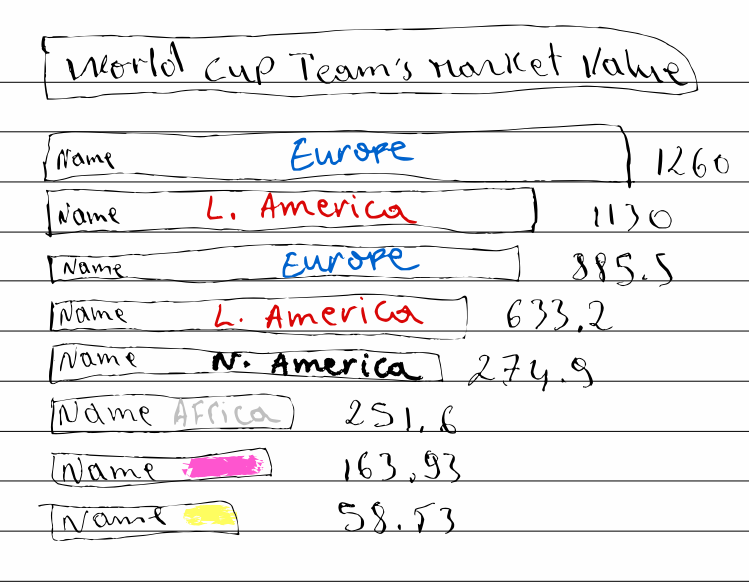 World Cup Team's Market Value
Name Europe 1260
Name L. America 1130
Name Europe 885.5
Name L. America 633.2
Name N. America 274.9
Name Africa 251.6
Name 163.93
Name 58.53